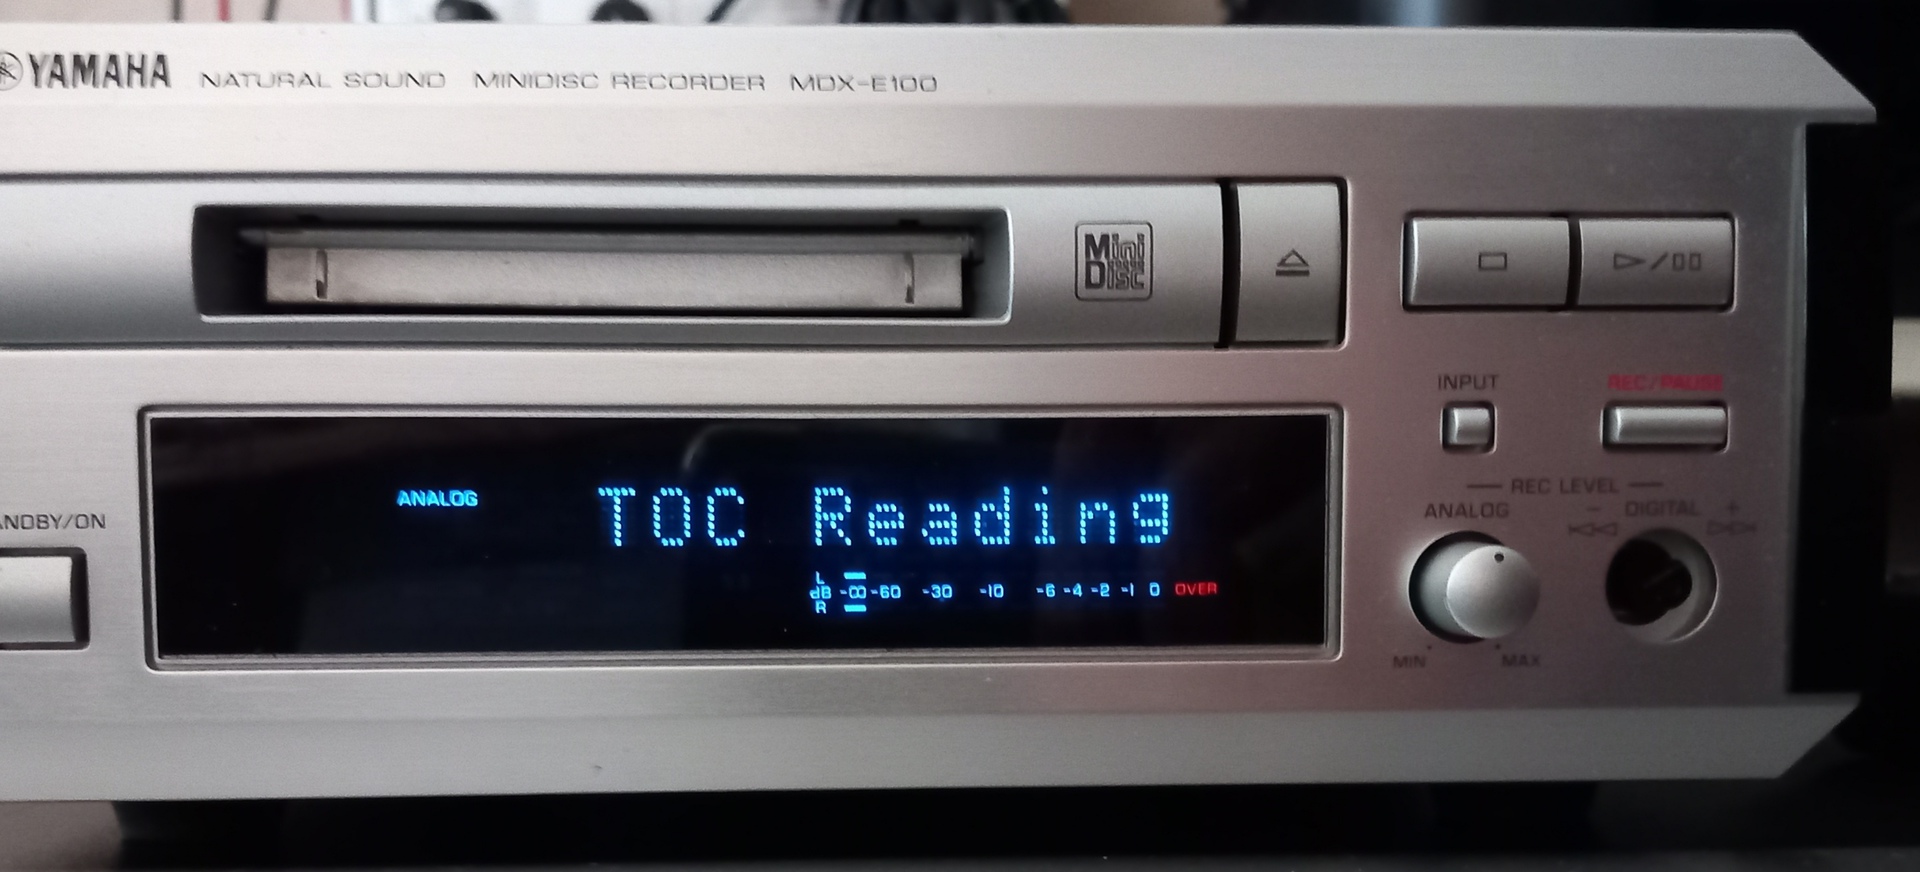 YAMAHA NATURAL SOUND MINIDISC RECORDER MDX-E100
Mini
Disc
INPUT REC/PAUSE
REC LEVEL
ANALOG - DIGITAL +
MIN MAX
ANDBY/ON
ANALOG TOC Reading
L
dB -∞ -60 -30 -10 -6 -4 -2 -1 0 OVER
R